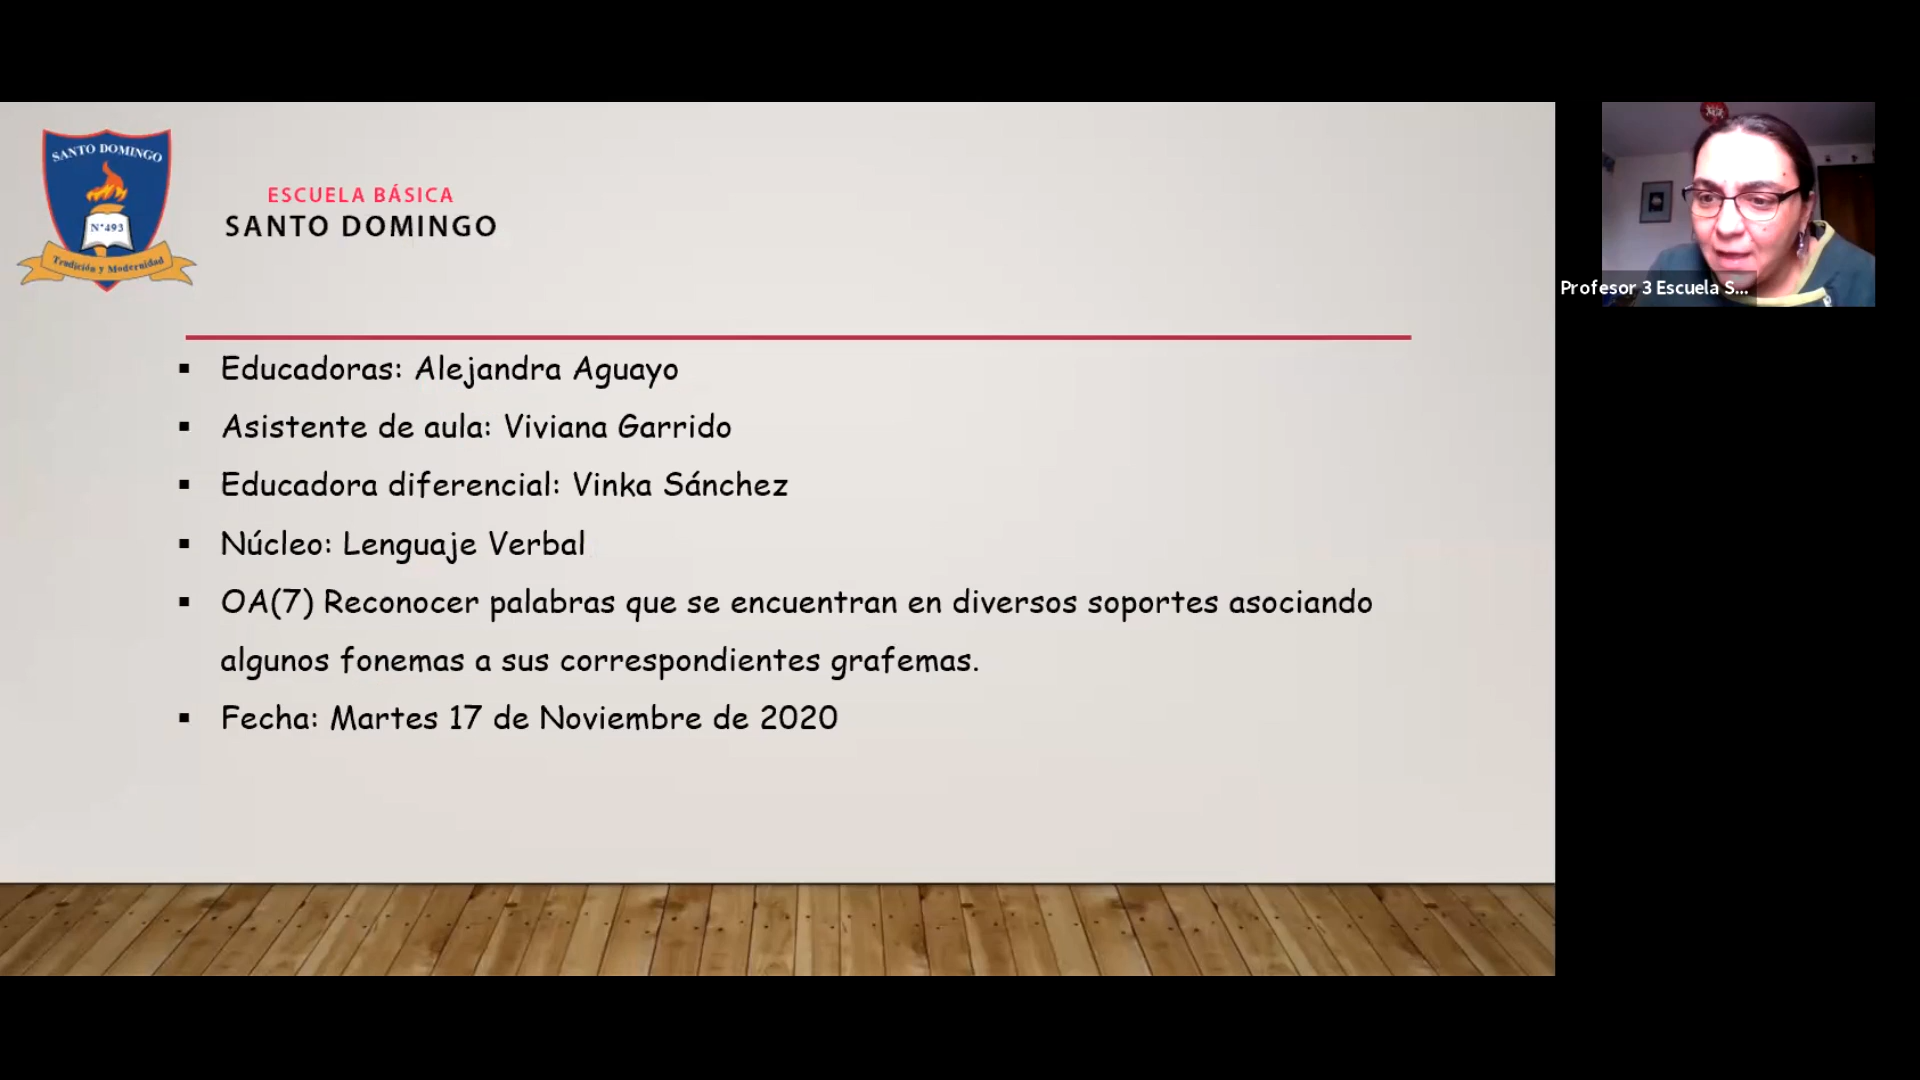 SANTO DOMINGO
N°493
Tradición y Modernidad
ESCUELA BÁSICA
SANTO DOMINGO
Profesor 3 Escuela S...
Educadoras: Alejandra Aguayo
Asistente de aula: Viviana Garrido
Educadora diferencial: Vinka Sánchez
Núcleo: Lenguaje Verbal
OA(7) Reconocer palabras que se encuentran en diversos soportes asociando
algunos fonemas a sus correspondientes grafemas.
Fecha: Martes 17 de Noviembre de 2020